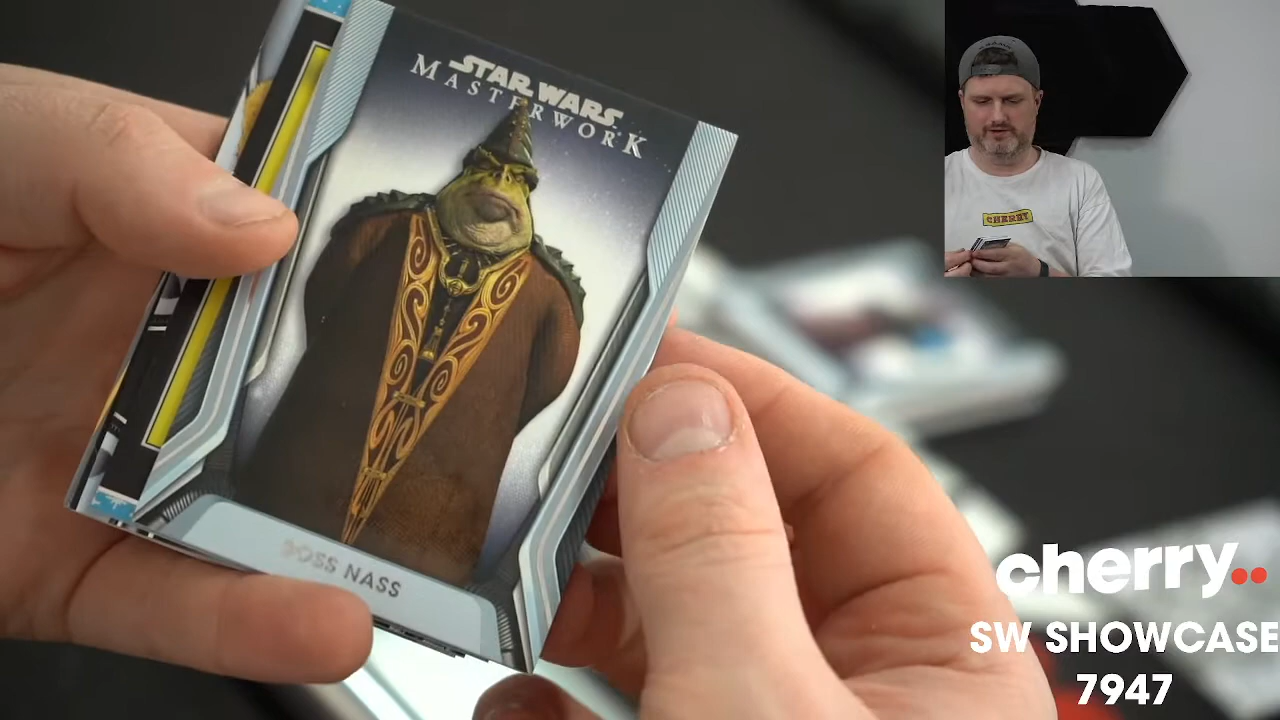 STAR WARS
MASTERWORK
BOSS NASS
CHERRY
cherry..
SW SHOWCASE
7947